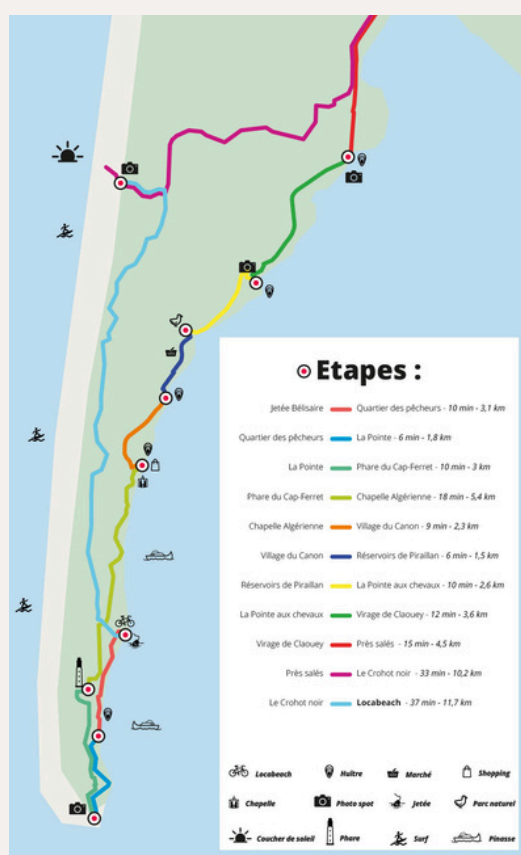 Etapes :
Jetée Bélisaire Quartier des pêcheurs - 10 min - 3,1 km
Quartier des pêcheurs La Pointe - 6 min - 1,8 km
La Pointe Phare du Cap-Ferret - 10 min - 3 km
Phare du Cap-Ferret Chapelle Algérienne - 18 min - 5,4 km
Chapelle Algérienne Village du Canon - 9 min - 2,3 km
Village du Canon Réservoirs de Piraillan - 6 min - 1,5 km
Réservoirs de Piraillan La Pointe aux chevaux - 10 min - 2,6 km
La Pointe aux chevaux Virage de Claouey - 12 min - 3,6 km
Virage de Claouey Près salés - 15 min - 4,5 km
Près salés Le Crohot noir - 33 min - 10,2 km
Le Crohot noir Locabeach - 37 min - 11,7 km
Locabeach Huître Marché Shopping
Chapelle Photo spot Jetée Parc naturel
Coucher de soleil Phare Surf Pinasse